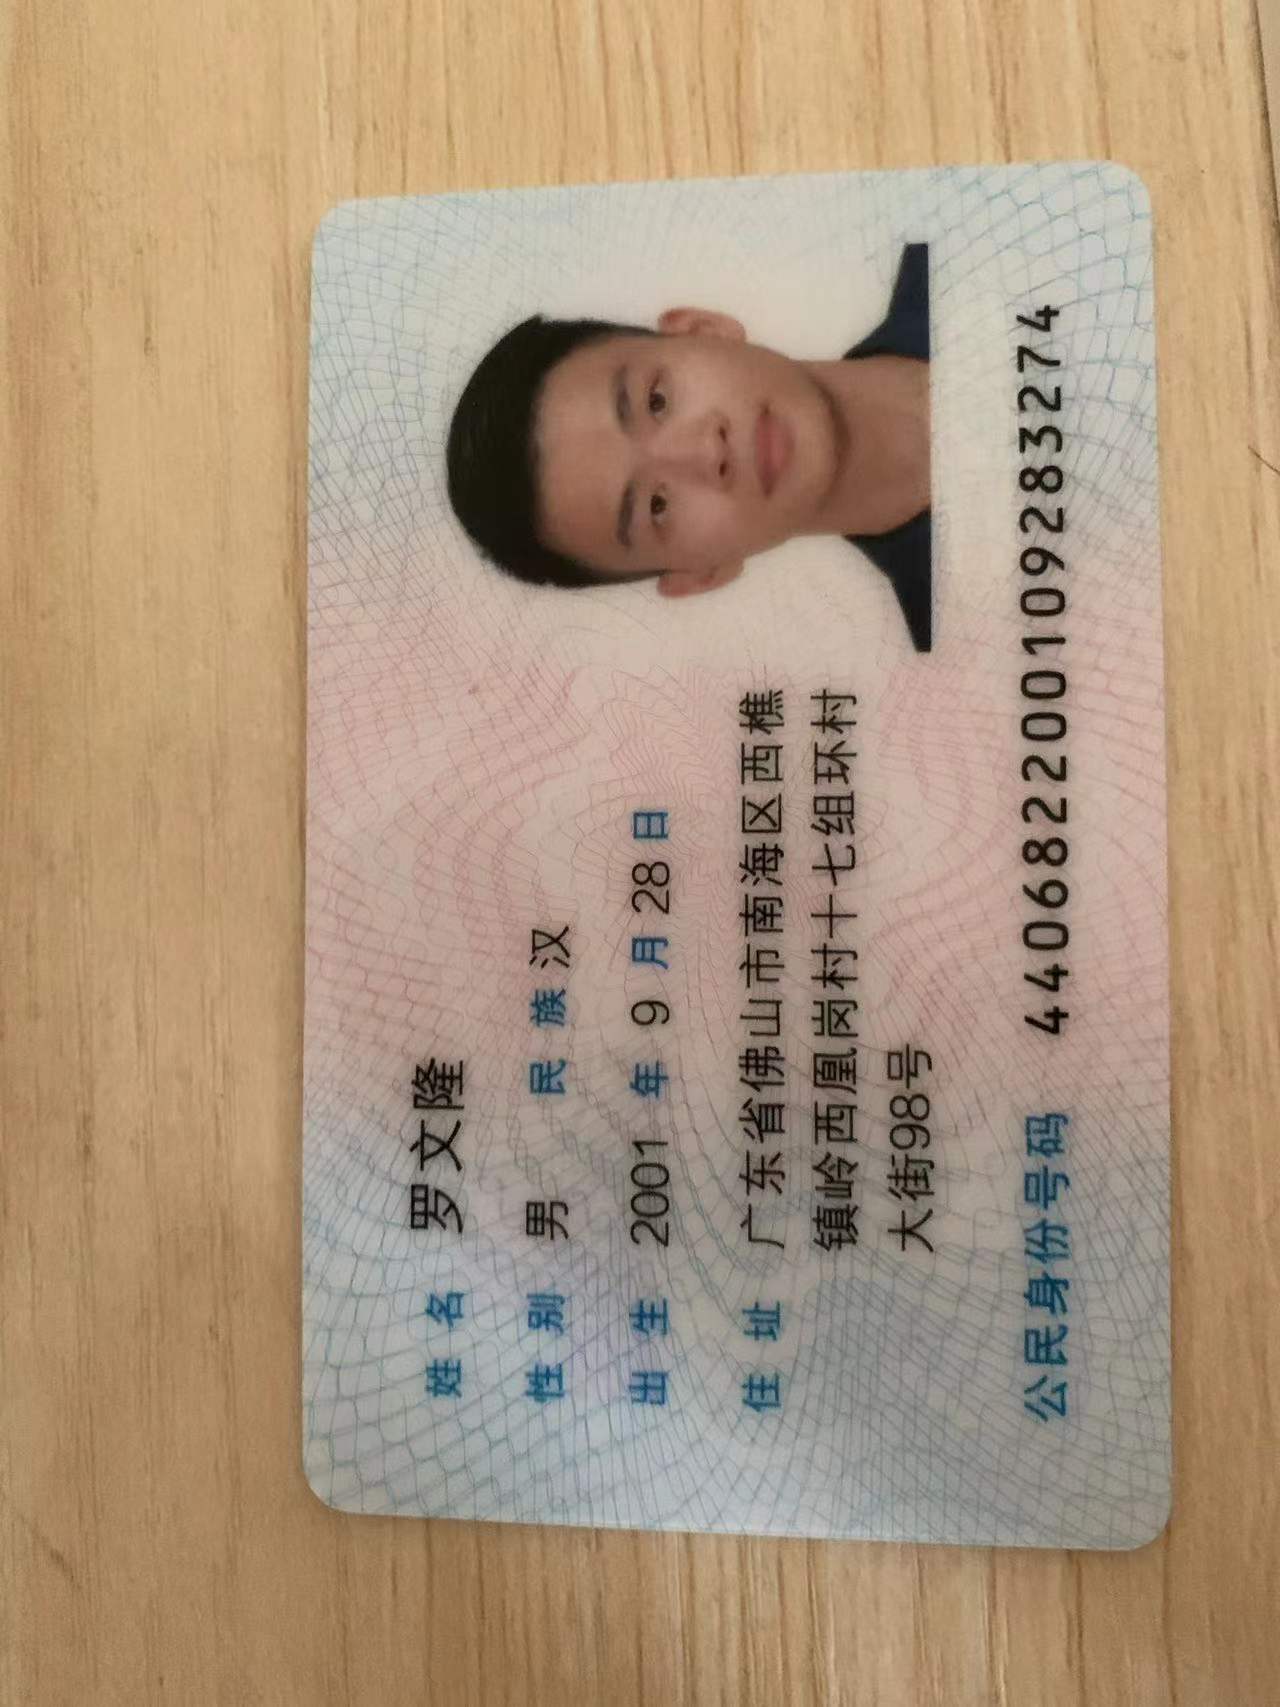 姓名 罗文隆
性别 男 民族 汉
出生 2001 年 9 月 28 日
住址 广东省佛山市南海区西樵
镇岭西凰岗村十七组环村
大街98号
公民身份号码 440682200109283274